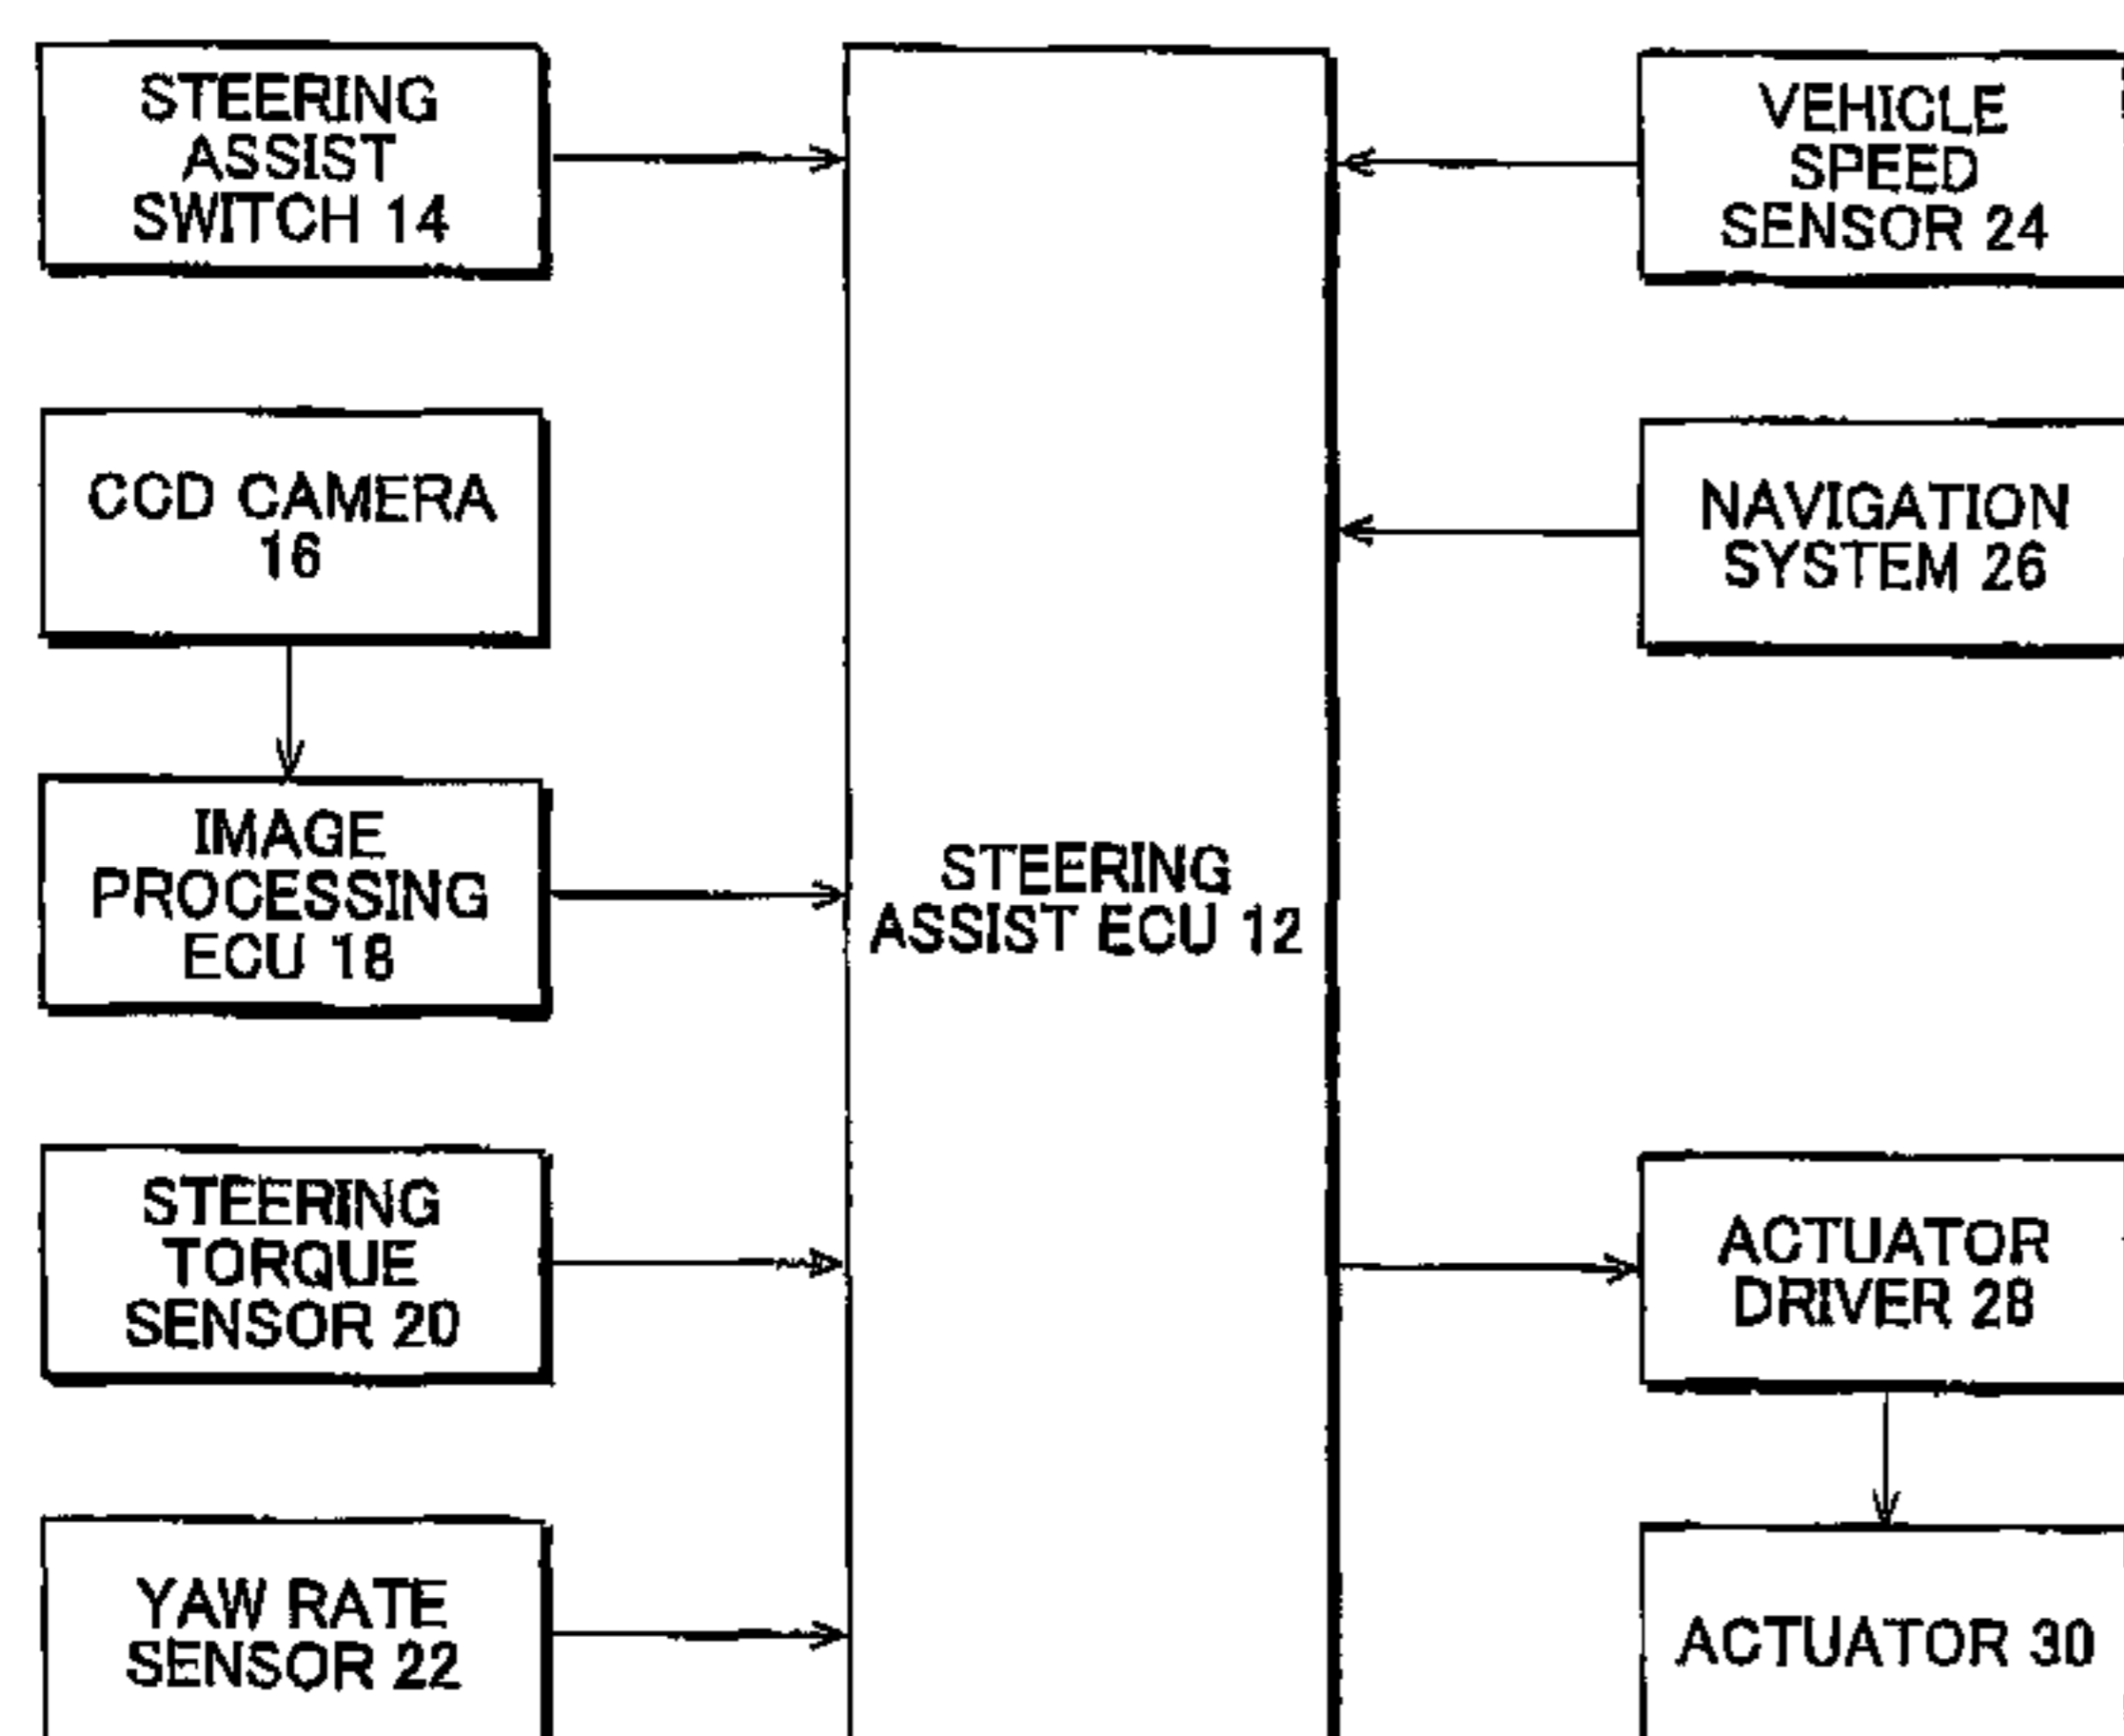 STEERING
ASSIST
SWITCH 14
CCD CAMERA
16
IMAGE
PROCESSING
ECU 18
STEERING
TORQUE
SENSOR 20
YAW RATE
SENSOR 22
STEERING
ASSIST ECU 12
VEHICLE
SPEED
SENSOR 24
NAVIGATION
SYSTEM 26
ACTUATOR
DRIVER 28
ACTUATOR 30